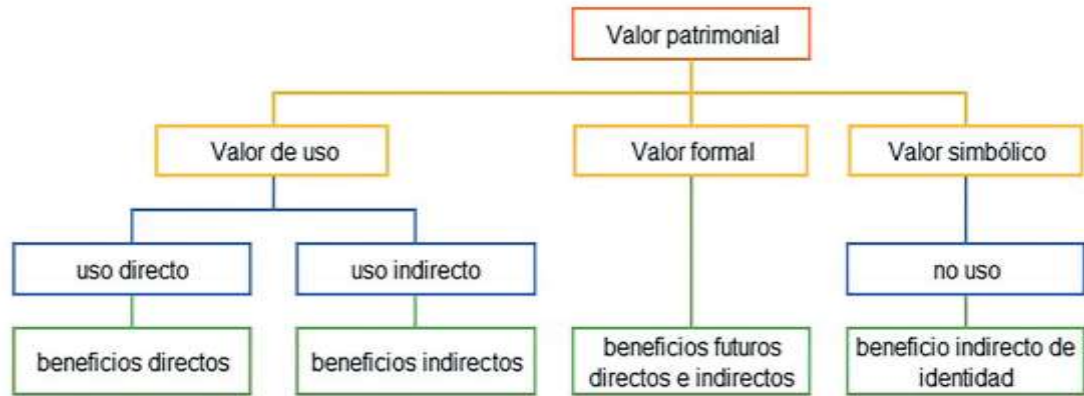 Valor patrimonial
Valor de uso
Valor formal
Valor simbólico
uso directo
uso indirecto
no uso
beneficios directos
beneficios indirectos
beneficios futuros
directos e indirectos
beneficio indirecto de
identidad